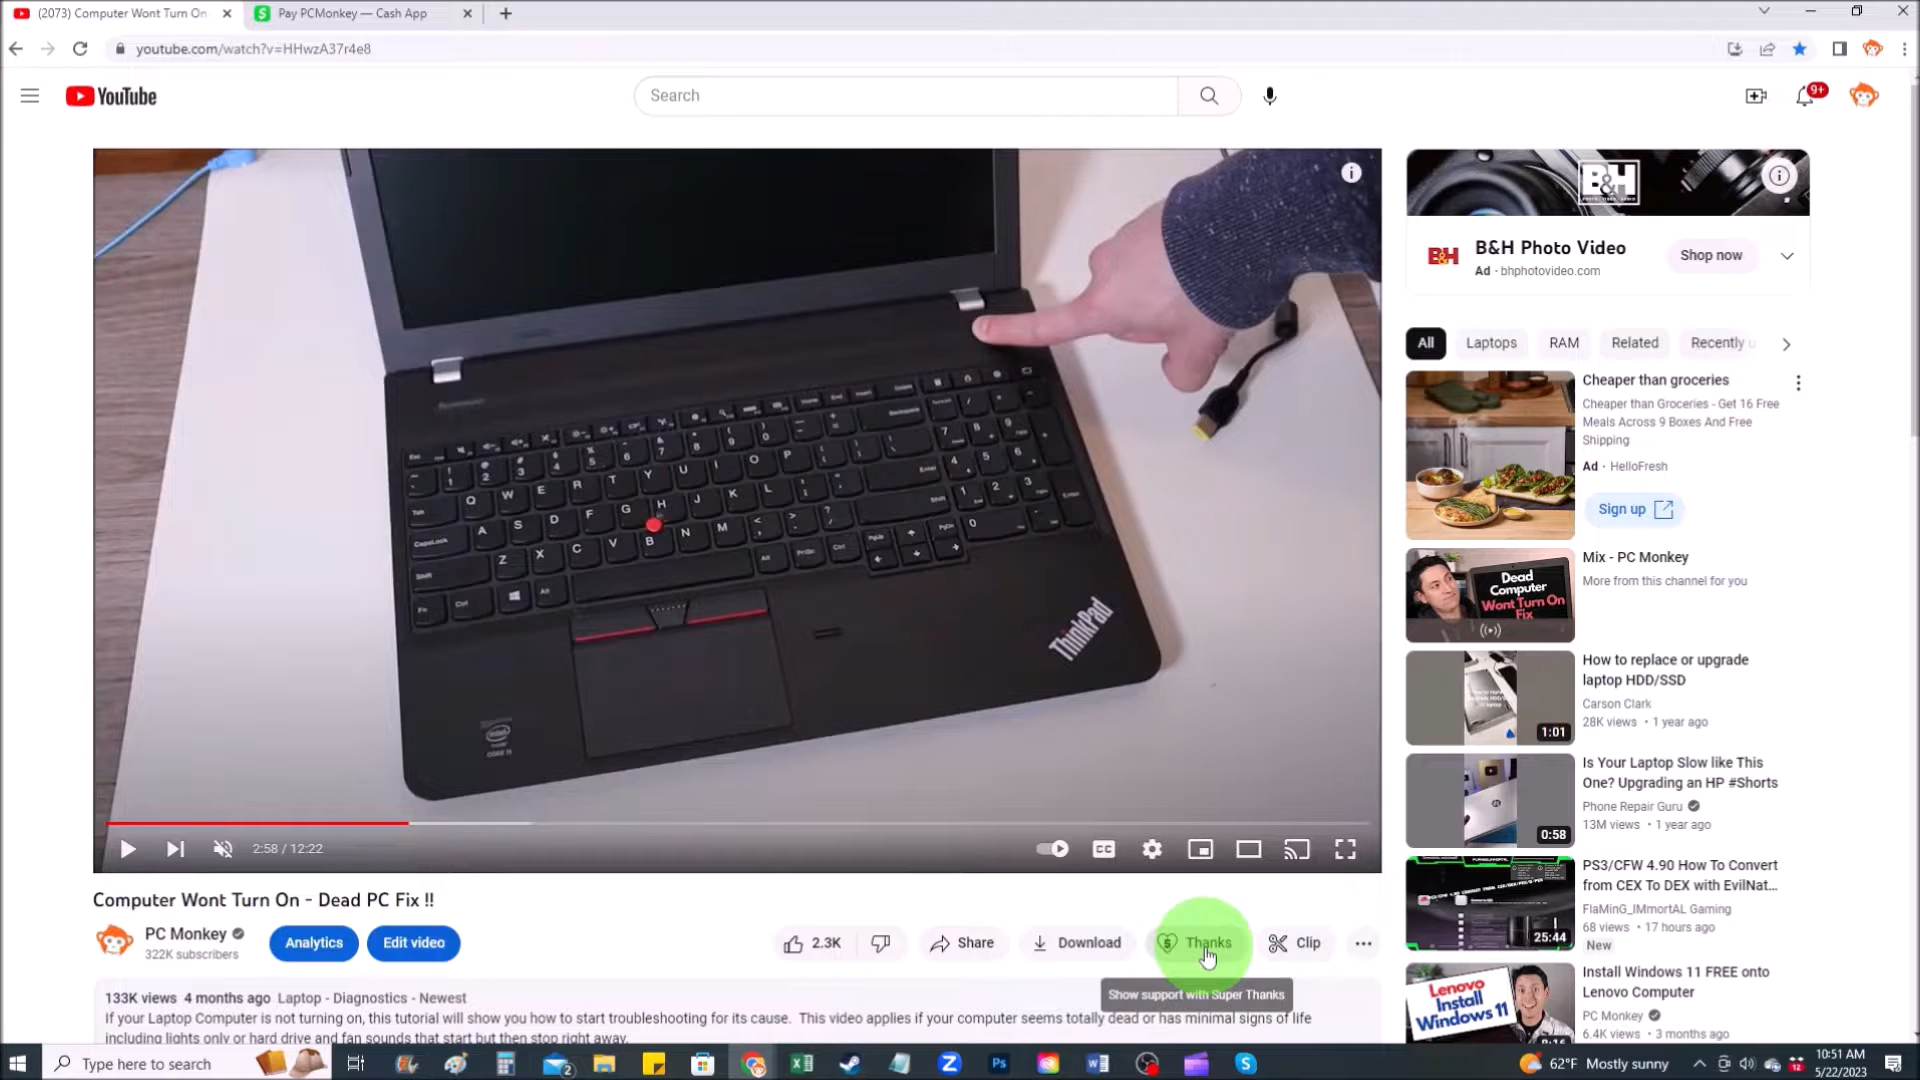 (2073) Computer Wont Turn On
Pay PCMonkey — Cash App
youtube.com/watch?v=HHwzA37r4e8
YouTube
Search
9+
B&H
PHOTO · VIDEO · AUDIO
B&H Photo Video
Ad · bhphotovideo.com
Shop now
All
Laptops
RAM
Related
Recently u
Cheaper than groceries
Cheaper than Groceries - Get 16 Free
Meals Across 9 Boxes And Free
Shipping
Ad · HelloFresh
Sign up
Dead
Computer
Wont Turn On
Fix
Mix - PC Monkey
More from this channel for you
How to replace or upgrade
laptop HDD/SSD
Carson Clark
28K views • 1 year ago
1:01
Is Your Laptop Slow like This
One? Upgrading an HP #Shorts
Phone Repair Guru
13M views • 1 year ago
0:58
PS3/CFW 4.90 How To Convert
from CEX To DEX with EvilNat...
FlaMinG_IMmortAL Gaming
68 views • 17 hours ago
New
25:44
Lenovo
Install
Windows 11
Install Windows 11 FREE onto
Lenovo Computer
PC Monkey
6.4K views • 3 months ago
ThinkPad
2:58 / 12:22
CC
Computer Wont Turn On - Dead PC Fix !!
PC Monkey
322K subscribers
Analytics
Edit video
2.3K
Share
Download
Thanks
Clip
Show support with Super Thanks
133K views 4 months ago Laptop - Diagnostics - Newest
If your Laptop Computer is not turning on, this tutorial will show you how to start troubleshooting for its cause. This video applies if your computer seems totally dead or has minimal signs of life
including lights only or hard drive and fan sounds that start but then stop right away.
Type here to search
62°F Mostly sunny
10:51 AM
5/22/2023